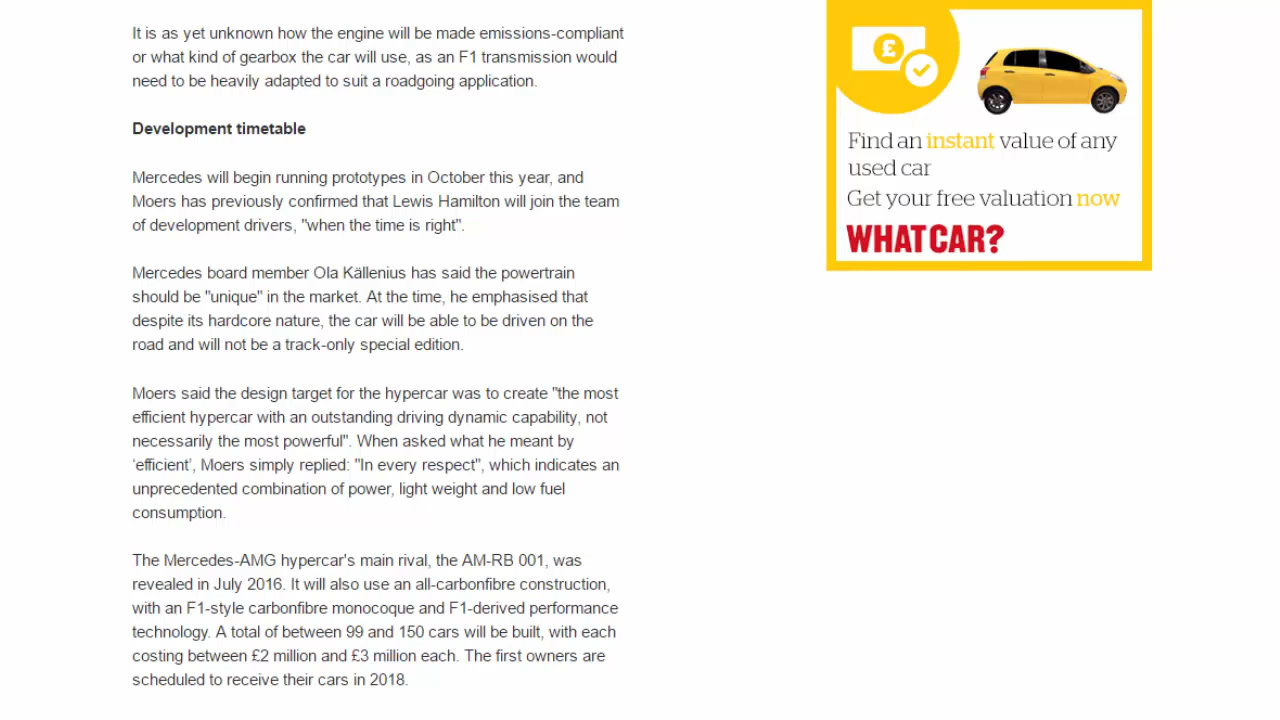 It is as yet unknown how the engine will be made emissions-compliant
or what kind of gearbox the car will use, as an F1 transmission would
need to be heavily adapted to suit a roadgoing application.
Development timetable
Mercedes will begin running prototypes in October this year, and
Moers has previously confirmed that Lewis Hamilton will join the team
of development drivers, "when the time is right".
Mercedes board member Ola Källenius has said the powertrain
should be "unique" in the market. At the time, he emphasised that
despite its hardcore nature, the car will be able to be driven on the
road and will not be a track-only special edition.
Moers said the design target for the hypercar was to create "the most
efficient hypercar with an outstanding driving dynamic capability, not
necessarily the most powerful". When asked what he meant by
‘efficient’, Moers simply replied: "In every respect", which indicates an
unprecedented combination of power, light weight and low fuel
consumption.
The Mercedes-AMG hypercar's main rival, the AM-RB 001, was
revealed in July 2016. It will also use an all-carbonfibre construction,
with an F1-style carbonfibre monocoque and F1-derived performance
technology. A total of between 99 and 150 cars will be built, with each
costing between £2 million and £3 million each. The first owners are
scheduled to receive their cars in 2018.
£
Find an instant value of any
used car
Get your free valuation now
WHAT CAR?